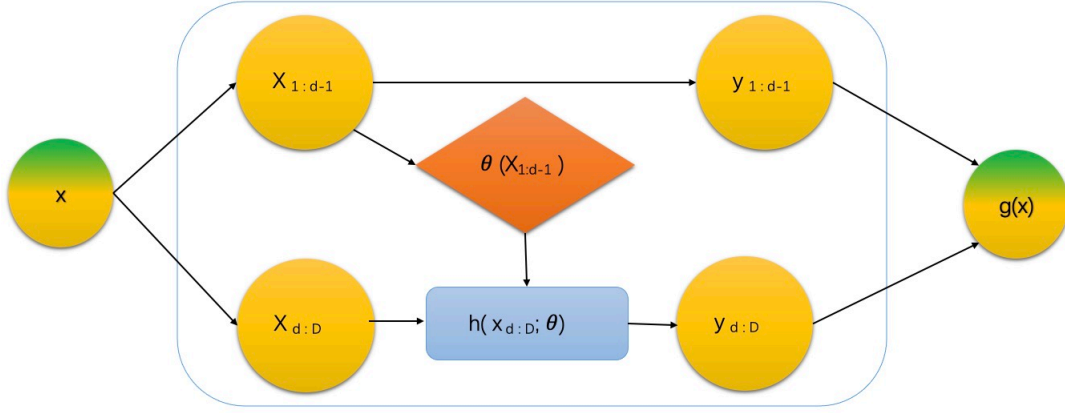 X 1 : d-1
y 1 : d-1
θ (X1:d-1 )
x
g(x)
X d : D
h( x d : D; θ)
y d : D